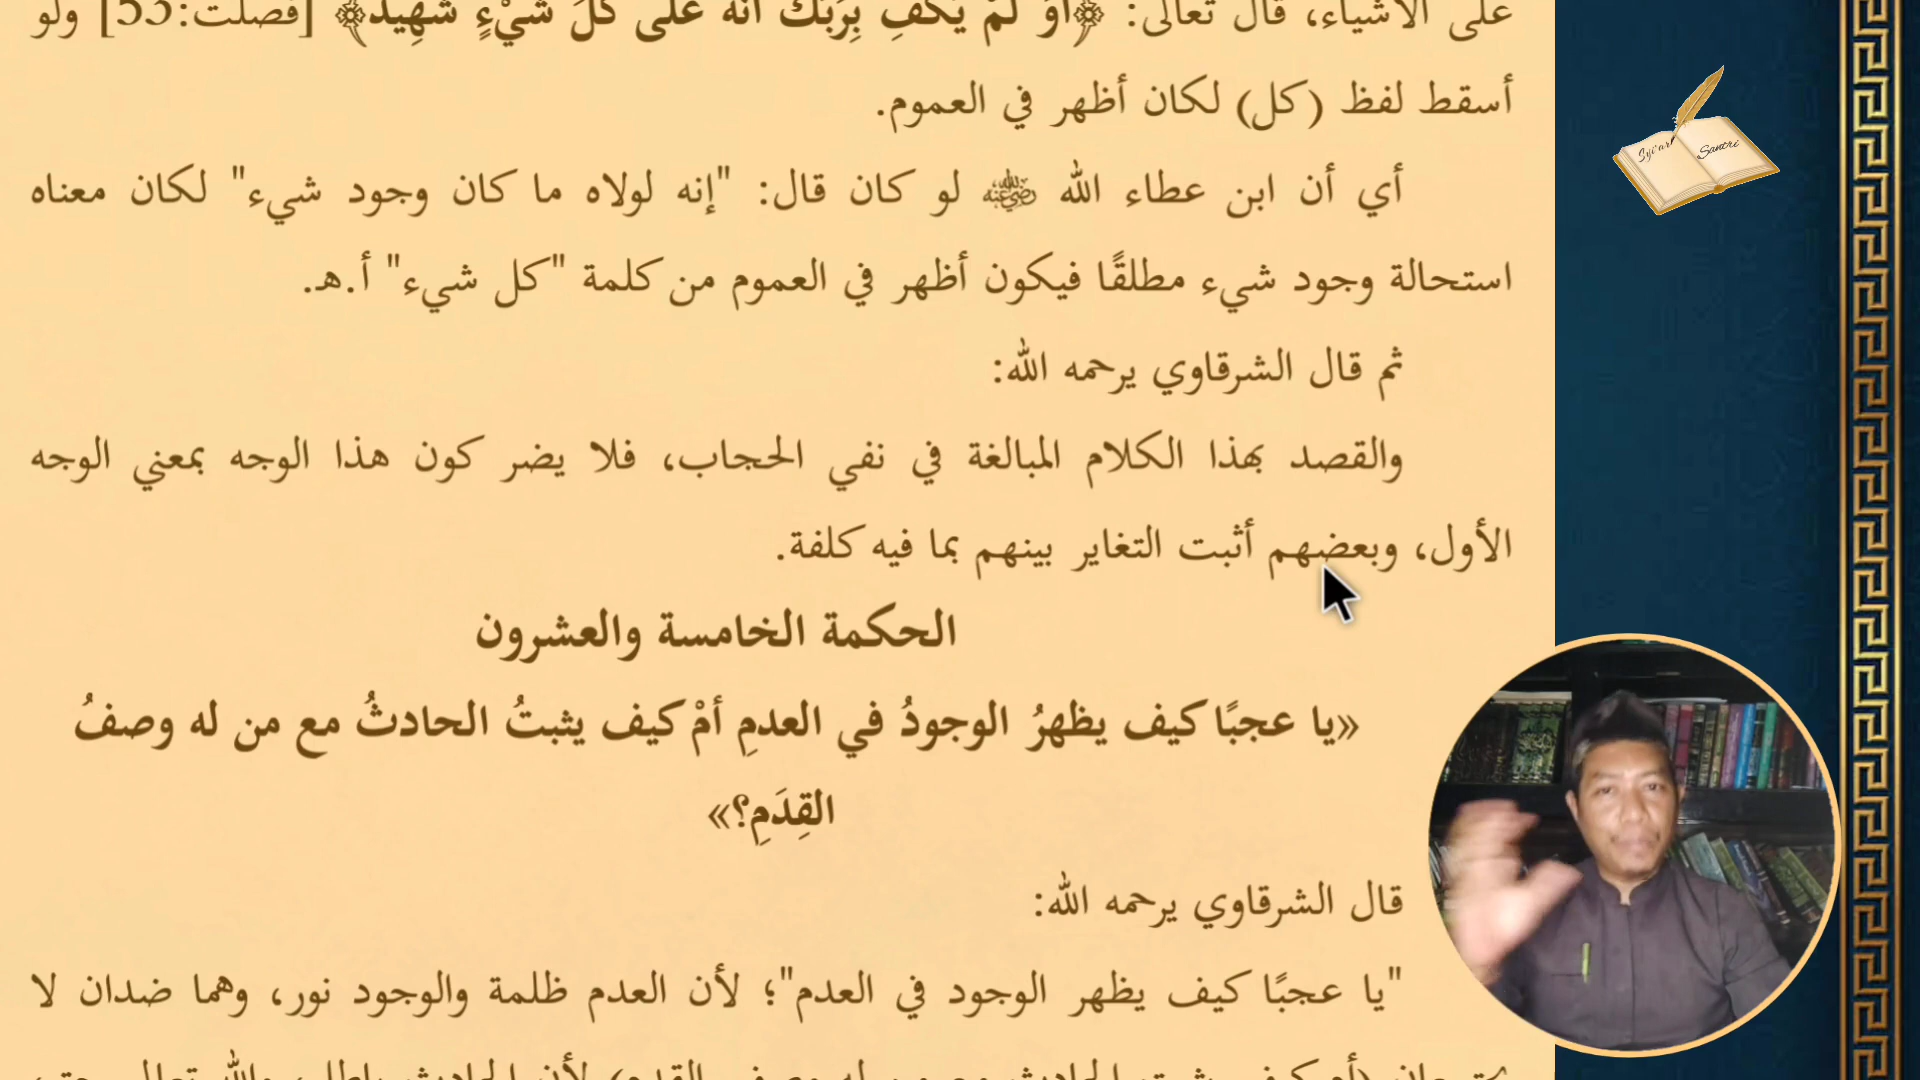 على الأشياء، قال تعالى: ﴿أَوَ لَمْ يَكْفِ بِرَبِّكَ أَنَّهُ عَلَى كُلِّ شَيْءٍ شَهِيدٌ﴾ [فصلت:53] ولو
أسقط لفظ (كل) لكان أظهر في العموم.
أي أن ابن عطاء الله رضي الله عنه لو كان قال: "إنه لولاه ما كان وجود شيء" لكان معناه
استحالة وجود شيء مطلقًا فيكون أظهر في العموم من كلمة "كل شيء" أ.هـ.
ثم قال الشرقاوي يرحمه الله:
والقصد بهذا الكلام المبالغة في نفي الحجاب، فلا يضر كون هذا الوجه بمعني الوجه
الأول، وبعضهم أثبت التغاير بينهم بما فيه كلفة.
الحكمة الخامسة والعشرون
«يا عجبًا كيف يظهرُ الوجودُ في العدمِ أمْ كيف يثبتُ الحادثُ مع من له وصفُ
القِدَمِ؟»
قال الشرقاوي يرحمه الله:
"يا عجبًا كيف يظهر الوجود في العدم"؛ لأن العدم ظلمة والوجود نور، وهما ضدان لا
Syi'ar Santri